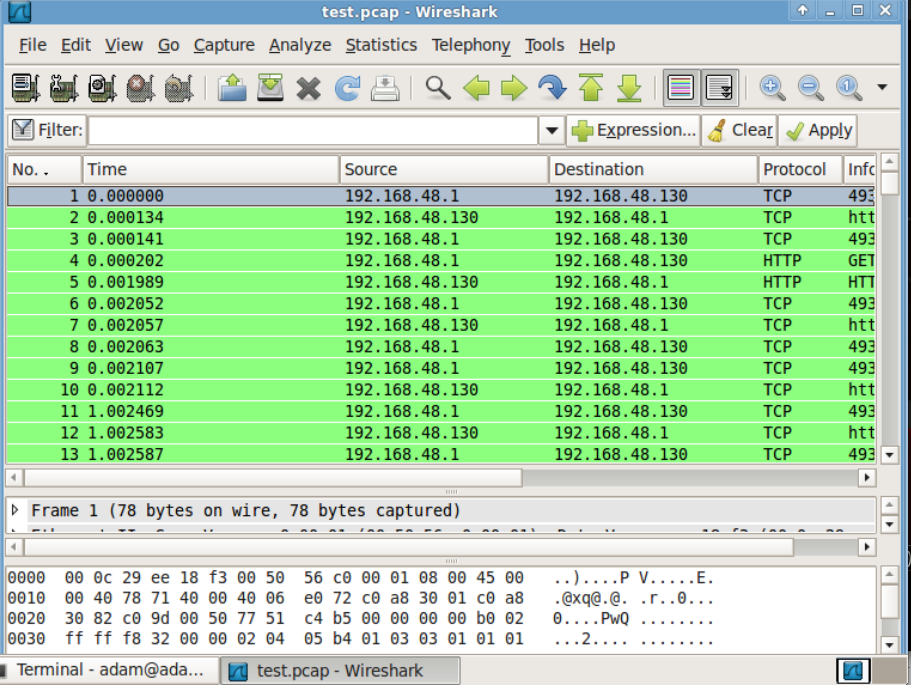 test.pcap - Wireshark
File Edit View Go Capture Analyze Statistics Telephony Tools Help
Filter: Expression... Clear Apply
No. . Time Source Destination Protocol Info
1 0.000000 192.168.48.1 192.168.48.130 TCP 493
2 0.000134 192.168.48.130 192.168.48.1 TCP htt
3 0.000141 192.168.48.1 192.168.48.130 TCP 493
4 0.000202 192.168.48.1 192.168.48.130 HTTP GET
5 0.001989 192.168.48.130 192.168.48.1 HTTP HTT
6 0.002052 192.168.48.1 192.168.48.130 TCP 493
7 0.002057 192.168.48.130 192.168.48.1 TCP htt
8 0.002063 192.168.48.1 192.168.48.130 TCP 493
9 0.002107 192.168.48.1 192.168.48.130 TCP 493
10 0.002112 192.168.48.130 192.168.48.1 TCP htt
11 1.002469 192.168.48.1 192.168.48.130 TCP 493
12 1.002583 192.168.48.130 192.168.48.1 TCP htt
13 1.002587 192.168.48.1 192.168.48.130 TCP 493
Frame 1 (78 bytes on wire, 78 bytes captured)
0000 00 0c 29 ee 18 f3 00 50 56 c0 00 01 08 00 45 00 ..)....P V.....E.
0010 00 40 78 71 40 00 40 06 e0 72 c0 a8 30 01 c0 a8 .@xq@.@. .r..0...
0020 30 82 c0 9d 00 50 77 51 c4 b5 00 00 00 00 b0 02 0....PwQ ........
0030 ff ff f8 32 00 00 02 04 05 b4 01 03 03 01 01 01 ...2.... ........
Terminal - adam@ada... test.pcap - Wireshark